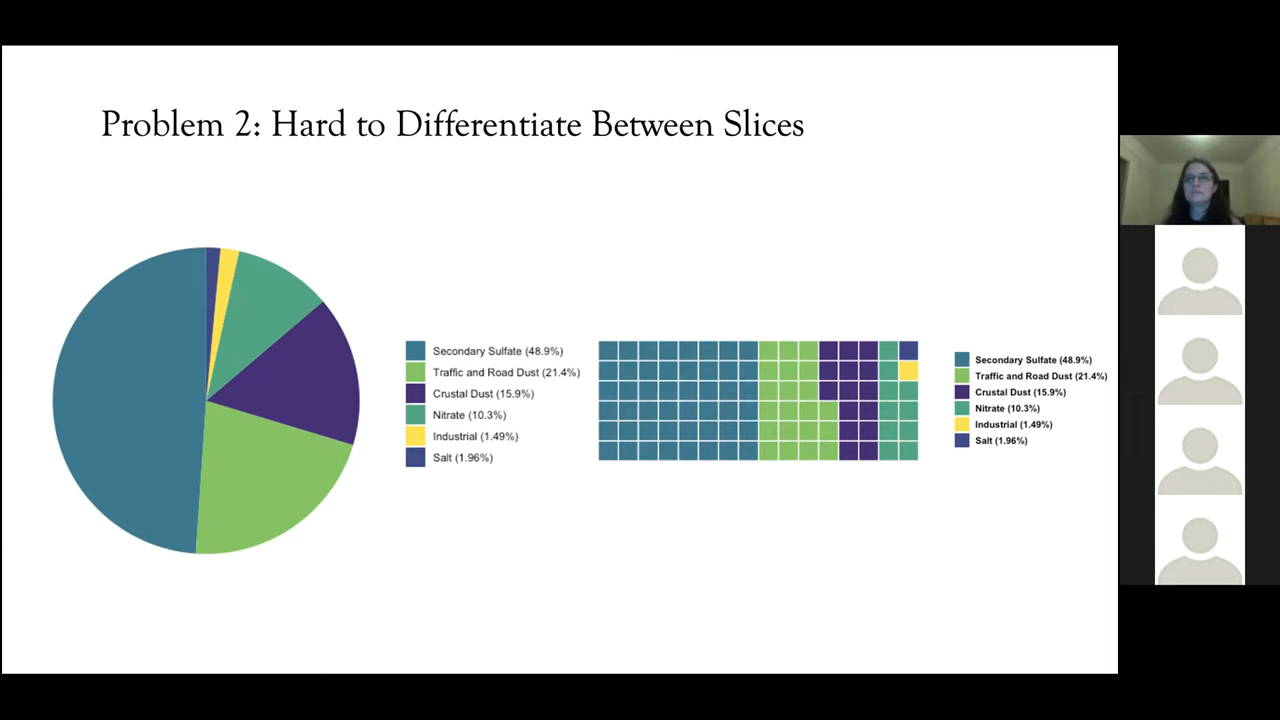 Problem 2: Hard to Differentiate Between Slices
Secondary Sulfate (48.9%)
Traffic and Road Dust (21.4%)
Crustal Dust (15.9%)
Nitrate (10.3%)
Industrial (1.49%)
Salt (1.96%)
Secondary Sulfate (48.9%)
Traffic and Road Dust (21.4%)
Crustal Dust (15.9%)
Nitrate (10.3%)
Industrial (1.49%)
Salt (1.96%)